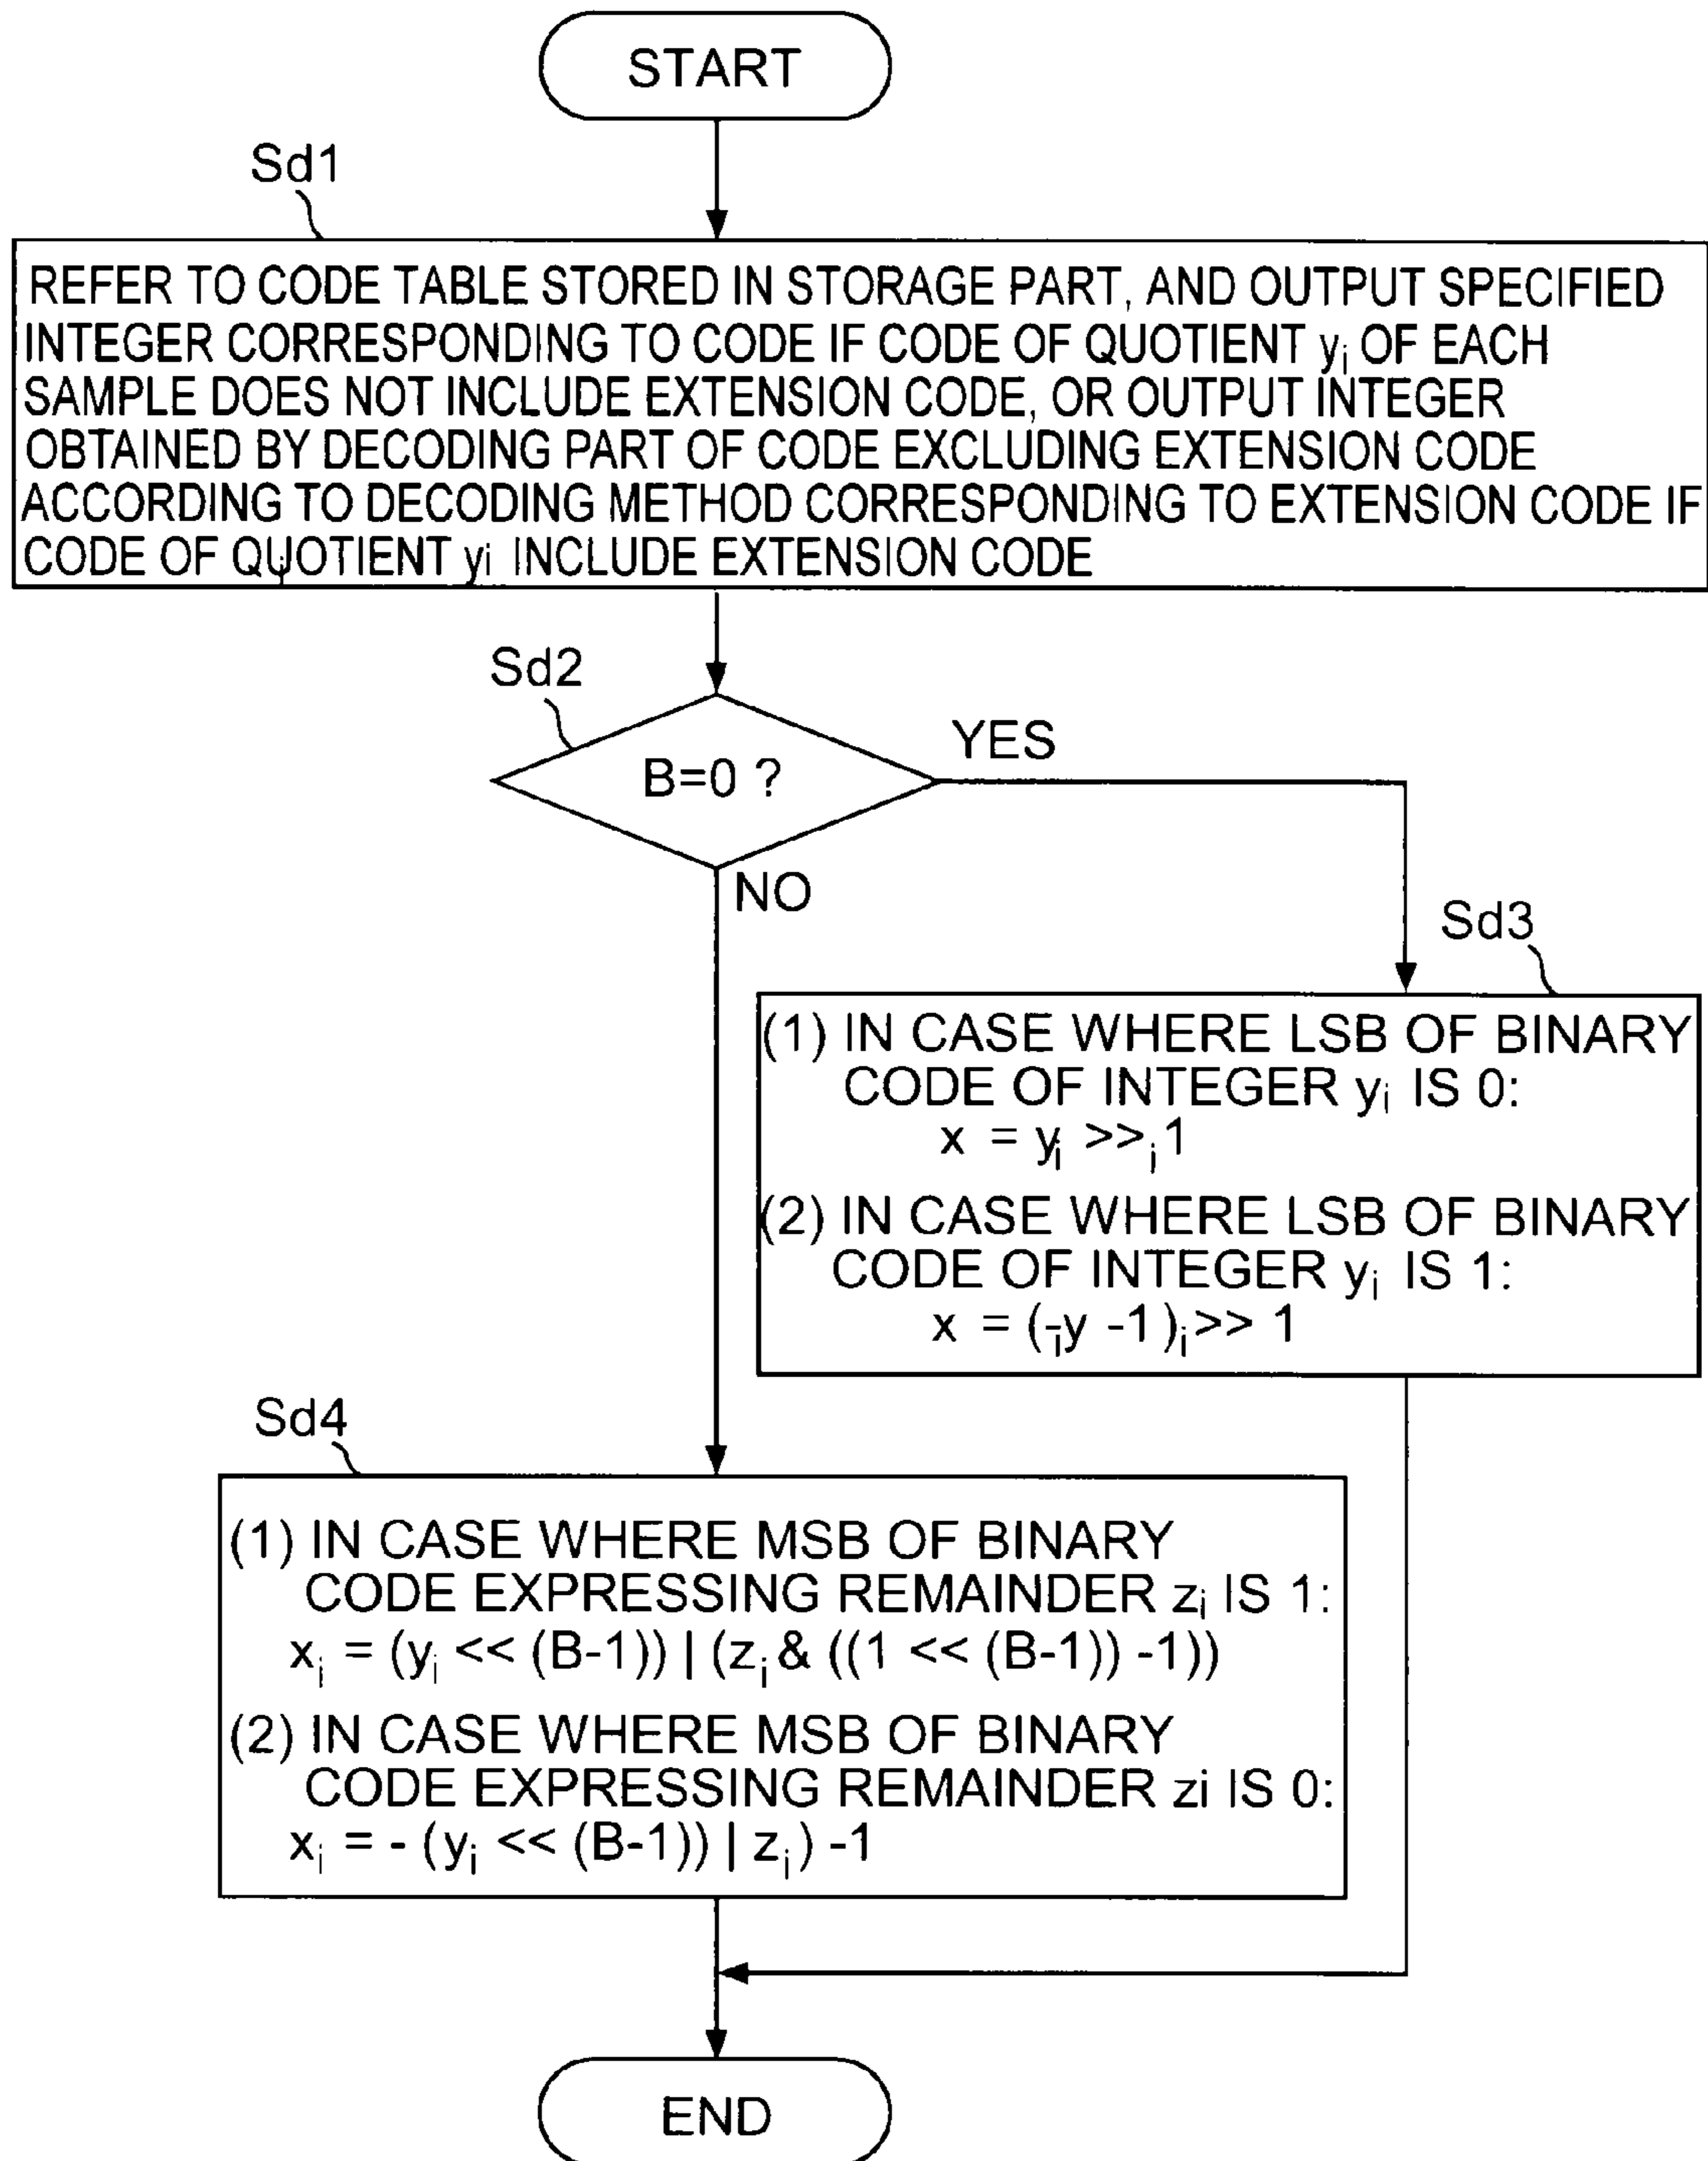 START
Sd1
REFER TO CODE TABLE STORED IN STORAGE PART, AND OUTPUT SPECIFIED
INTEGER CORRESPONDING TO CODE IF CODE OF QUOTIENT yᵢ OF EACH
SAMPLE DOES NOT INCLUDE EXTENSION CODE, OR OUTPUT INTEGER
OBTAINED BY DECODING PART OF CODE EXCLUDING EXTENSION CODE
ACCORDING TO DECODING METHOD CORRESPONDING TO EXTENSION CODE IF
CODE OF QUOTIENT yi INCLUDE EXTENSION CODE
Sd2
B=0 ?
YES
NO
Sd3
(1) IN CASE WHERE LSB OF BINARY
CODE OF INTEGER yᵢ IS 0:
x = yᵢ >>ᵢ 1
(2) IN CASE WHERE LSB OF BINARY
CODE OF INTEGER yᵢ IS 1:
x = (-ᵢy -1)ᵢ >> 1
Sd4
(1) IN CASE WHERE MSB OF BINARY
CODE EXPRESSING REMAINDER zᵢ IS 1:
xᵢ = (yᵢ << (B-1)) | (zᵢ & ((1 << (B-1)) -1))
(2) IN CASE WHERE MSB OF BINARY
CODE EXPRESSING REMAINDER zi IS 0:
xᵢ = - (yᵢ << (B-1)) | zᵢ) -1
END